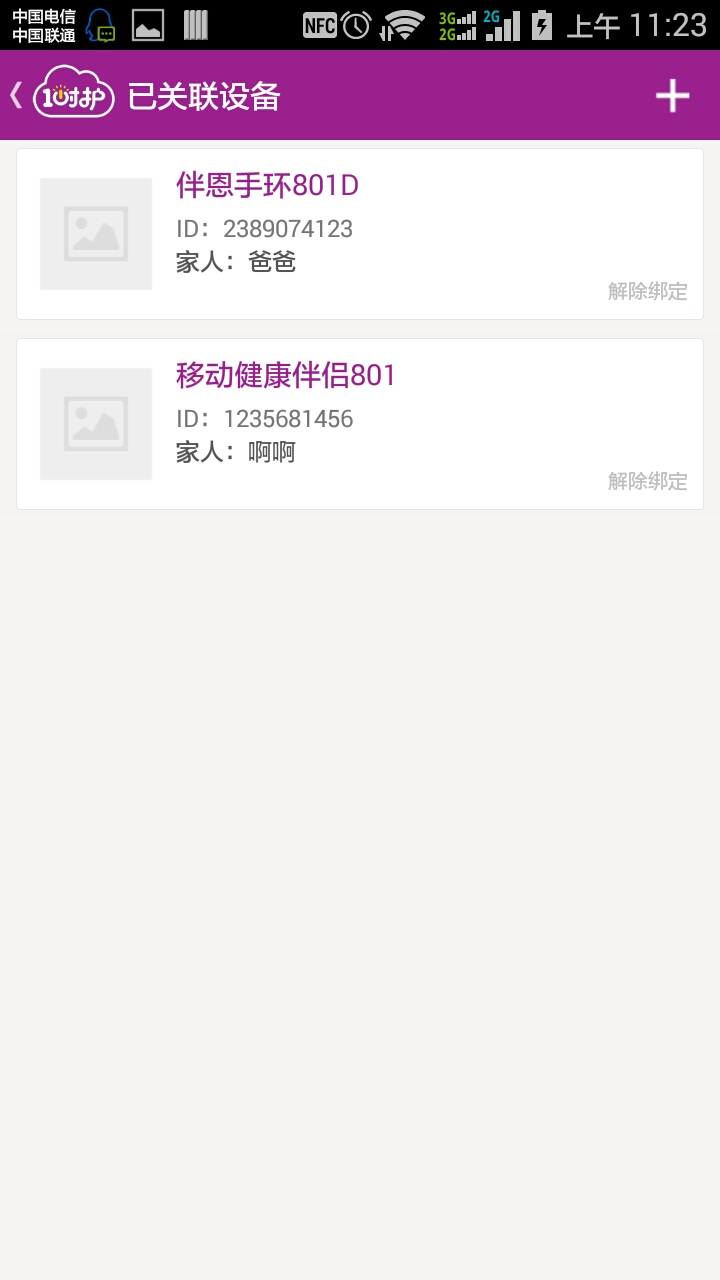 中国电信
中国联通
NFC
3G
2G
2G
上午 11:23
1时护
已关联设备
伴恩手环801D
ID：2389074123
家人：爸爸
解除绑定
移动健康伴侣801
ID：1235681456
家人：啊啊
解除绑定